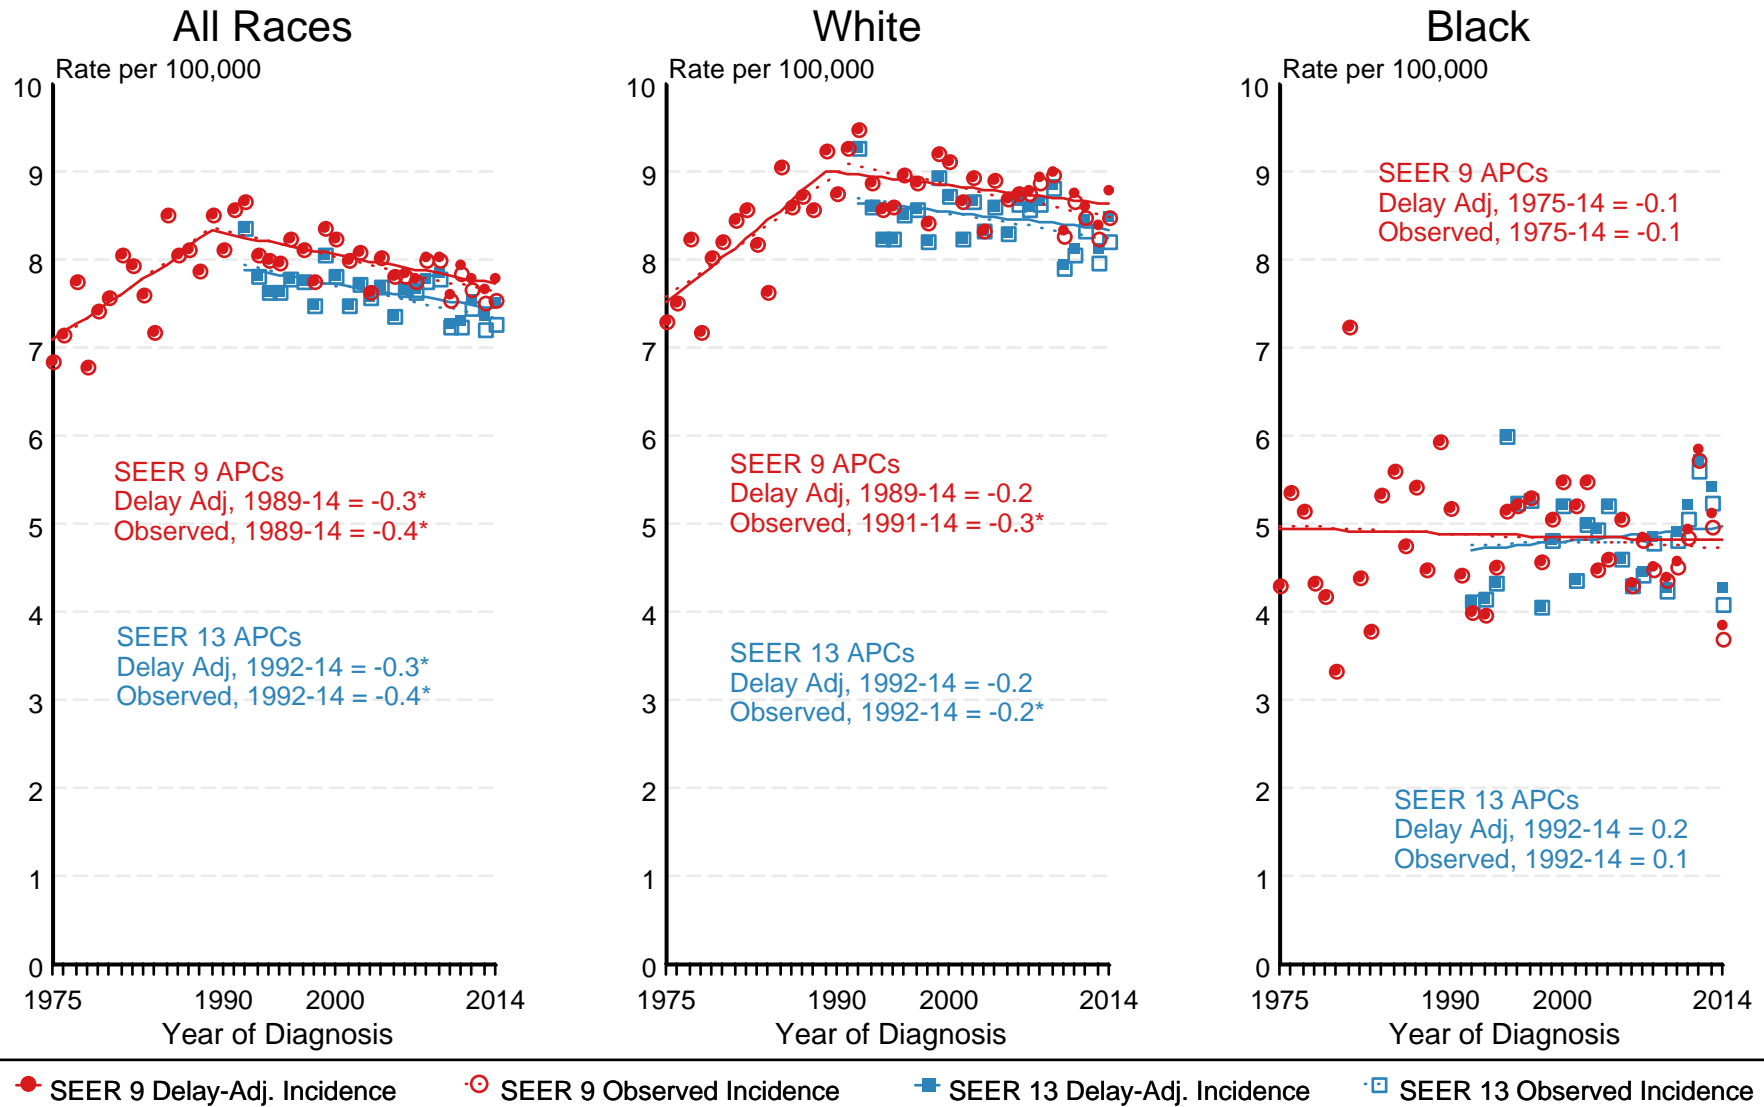 All Races
Rate per 100,000
10
9
8
7
6
5
4
3
2
1
0
SEER 9 APCs
Delay Adj, 1989-14 = -0.3*
Observed, 1989-14 = -0.4*
SEER 13 APCs
Delay Adj, 1992-14 = -0.3*
Observed, 1992-14 = -0.4*
1975 1990 2000 2014
Year of Diagnosis
White
Rate per 100,000
10
9
8
7
6
5
4
3
2
1
0
SEER 9 APCs
Delay Adj, 1989-14 = -0.2
Observed, 1991-14 = -0.3*
SEER 13 APCs
Delay Adj, 1992-14 = -0.2
Observed, 1992-14 = -0.2*
1975 1990 2000 2014
Year of Diagnosis
Black
Rate per 100,000
10
9
8
7
6
5
4
3
2
1
0
SEER 9 APCs
Delay Adj, 1975-14 = -0.1
Observed, 1975-14 = -0.1
SEER 13 APCs
Delay Adj, 1992-14 = 0.2
Observed, 1992-14 = 0.1
1975 1990 2000 2014
Year of Diagnosis
SEER 9 Delay-Adj. Incidence
SEER 9 Observed Incidence
SEER 13 Delay-Adj. Incidence
SEER 13 Observed Incidence